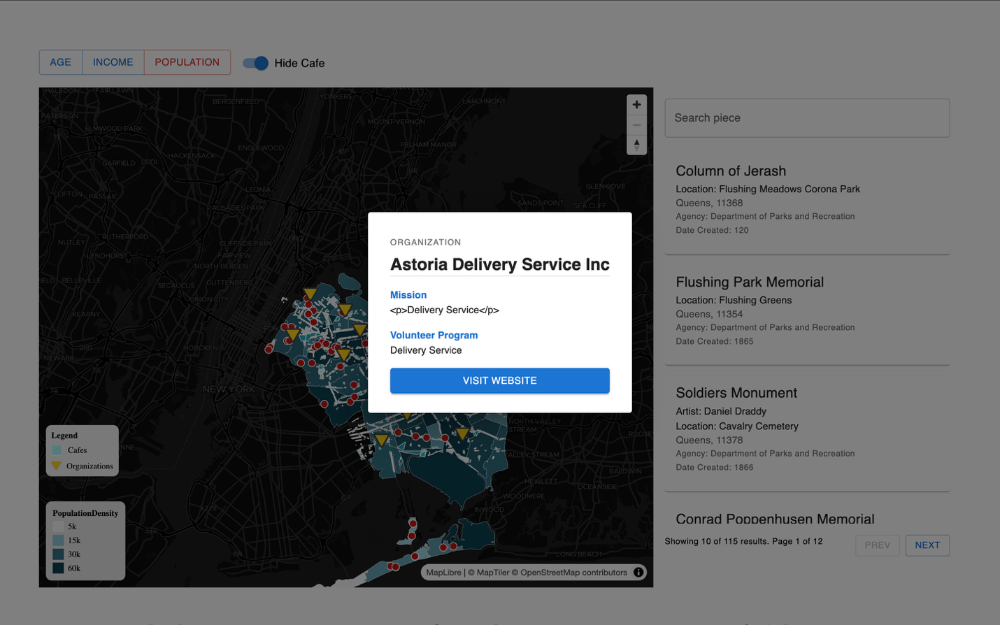 AGE INCOME POPULATION Hide Cafe
HALEDON FAIR LAWN
YONKERS
BERGENFIELD
LARCHMONT
PATERSON
MOUNT VERNON
ELMWOOD PARK
PELHAM MANOR
ENGLEWOOD
HACKENSACK
GARFIELD LODI
GLEN COVE
LEONIA
CLIFTON PASSAIC
PALISADES PARK
SANDS POINT
SEA CLIFF
RUTHERFORD
NUTLEY
CLIFFSIDE PARK
LYNDHURST
FAIRVIEW
NORTH BERGEN
BELLEVILLE
GUTTENBERG
SECAUCUS
UNION CITY
KEARNY
HOBOKEN
NEWARK
NEW YORK
NORTH VALLEY
STREAM
VALLEY STREAM
BALDWIN
HEWLETT
OCEANSIDE
WOODMERE
INWOOD
LONG BEACH
ORGANIZATION
Astoria Delivery Service Inc
Mission
<p>Delivery Service</p>
Volunteer Program
Delivery Service
VISIT WEBSITE
Legend
Cafes
Organizations
PopulationDensity
5k
15k
30k
60k
MapLibre | © MapTiler © OpenStreetMap contributors
Search piece
Column of Jerash
Location: Flushing Meadows Corona Park
Queens, 11368
Agency: Department of Parks and Recreation
Date Created: 120
Flushing Park Memorial
Location: Flushing Greens
Queens, 11354
Agency: Department of Parks and Recreation
Date Created: 1865
Soldiers Monument
Artist: Daniel Draddy
Location: Cavalry Cemetery
Queens, 11378
Agency: Department of Parks and Recreation
Date Created: 1866
Conrad Poppenhusen Memorial
Showing 10 of 115 results. Page 1 of 12
PREV NEXT